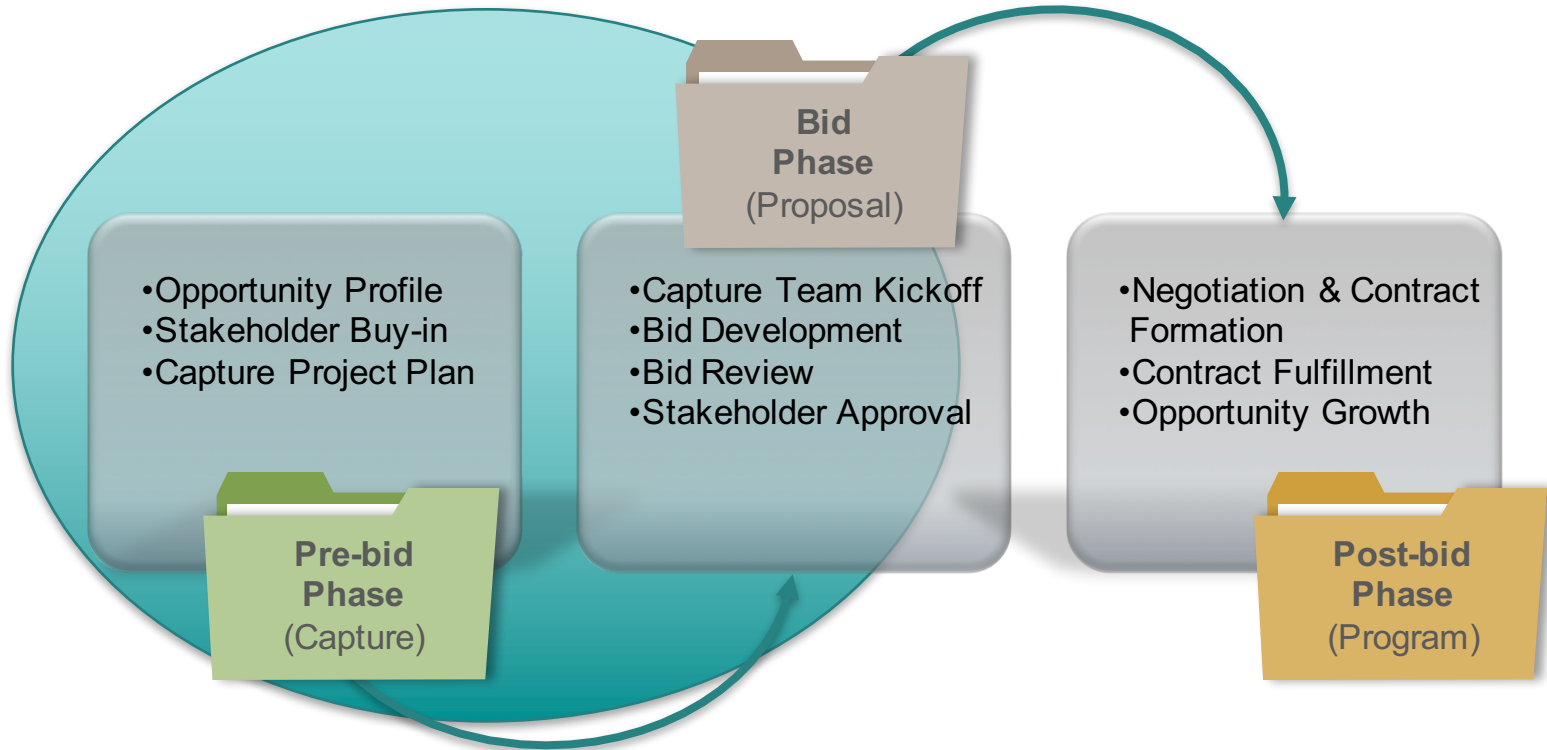 •Opportunity Profile
•Stakeholder Buy-in
•Capture Project Plan
Pre-bid
Phase
(Capture)
Bid
Phase
(Proposal)
•Capture Team Kickoff
•Bid Development
•Bid Review
•Stakeholder Approval
•Negotiation & Contract
Formation
•Contract Fulfillment
•Opportunity Growth
Post-bid
Phase
(Program)